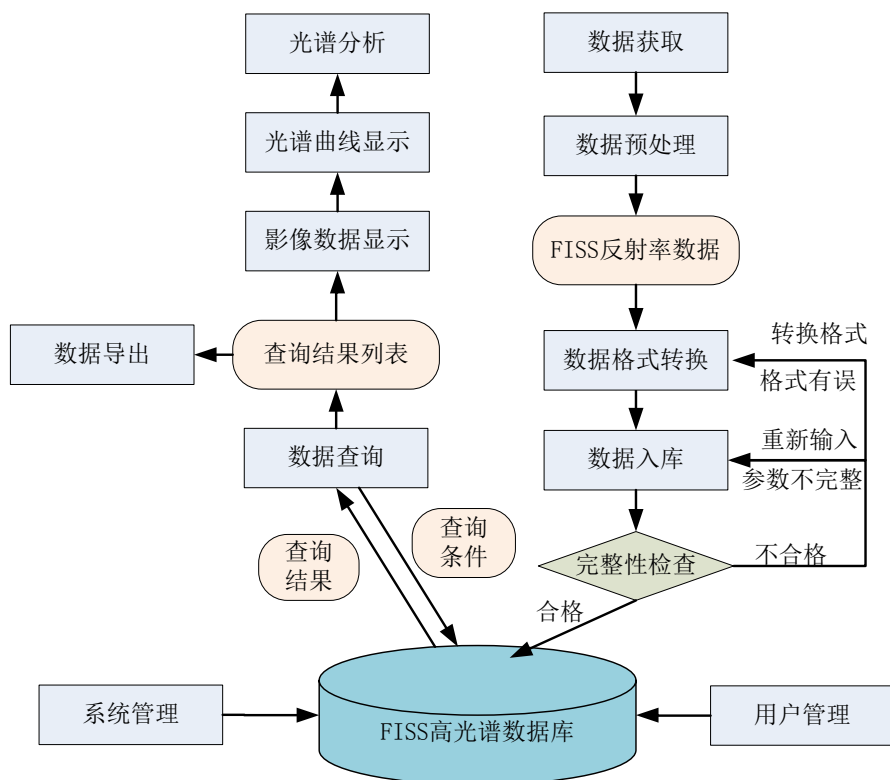 光谱分析
数据获取
光谱曲线显示
数据预处理
影像数据显示
FISS反射率数据
数据导出
查询结果列表
数据格式转换
转换格式
格式有误
数据查询
数据入库
重新输入
参数不完整
查询
结果
查询
条件
完整性检查
不合格
合格
系统管理
FISS高光谱数据库
用户管理